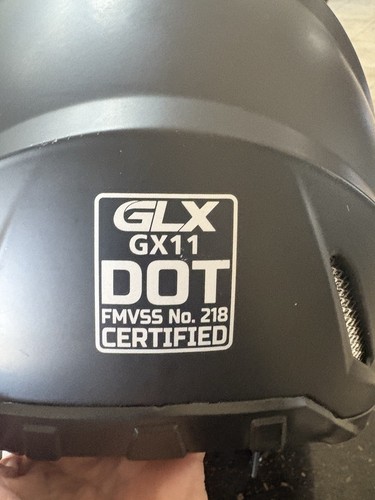 GLX
GX11
DOT
FMVSS No. 218
CERTIFIED